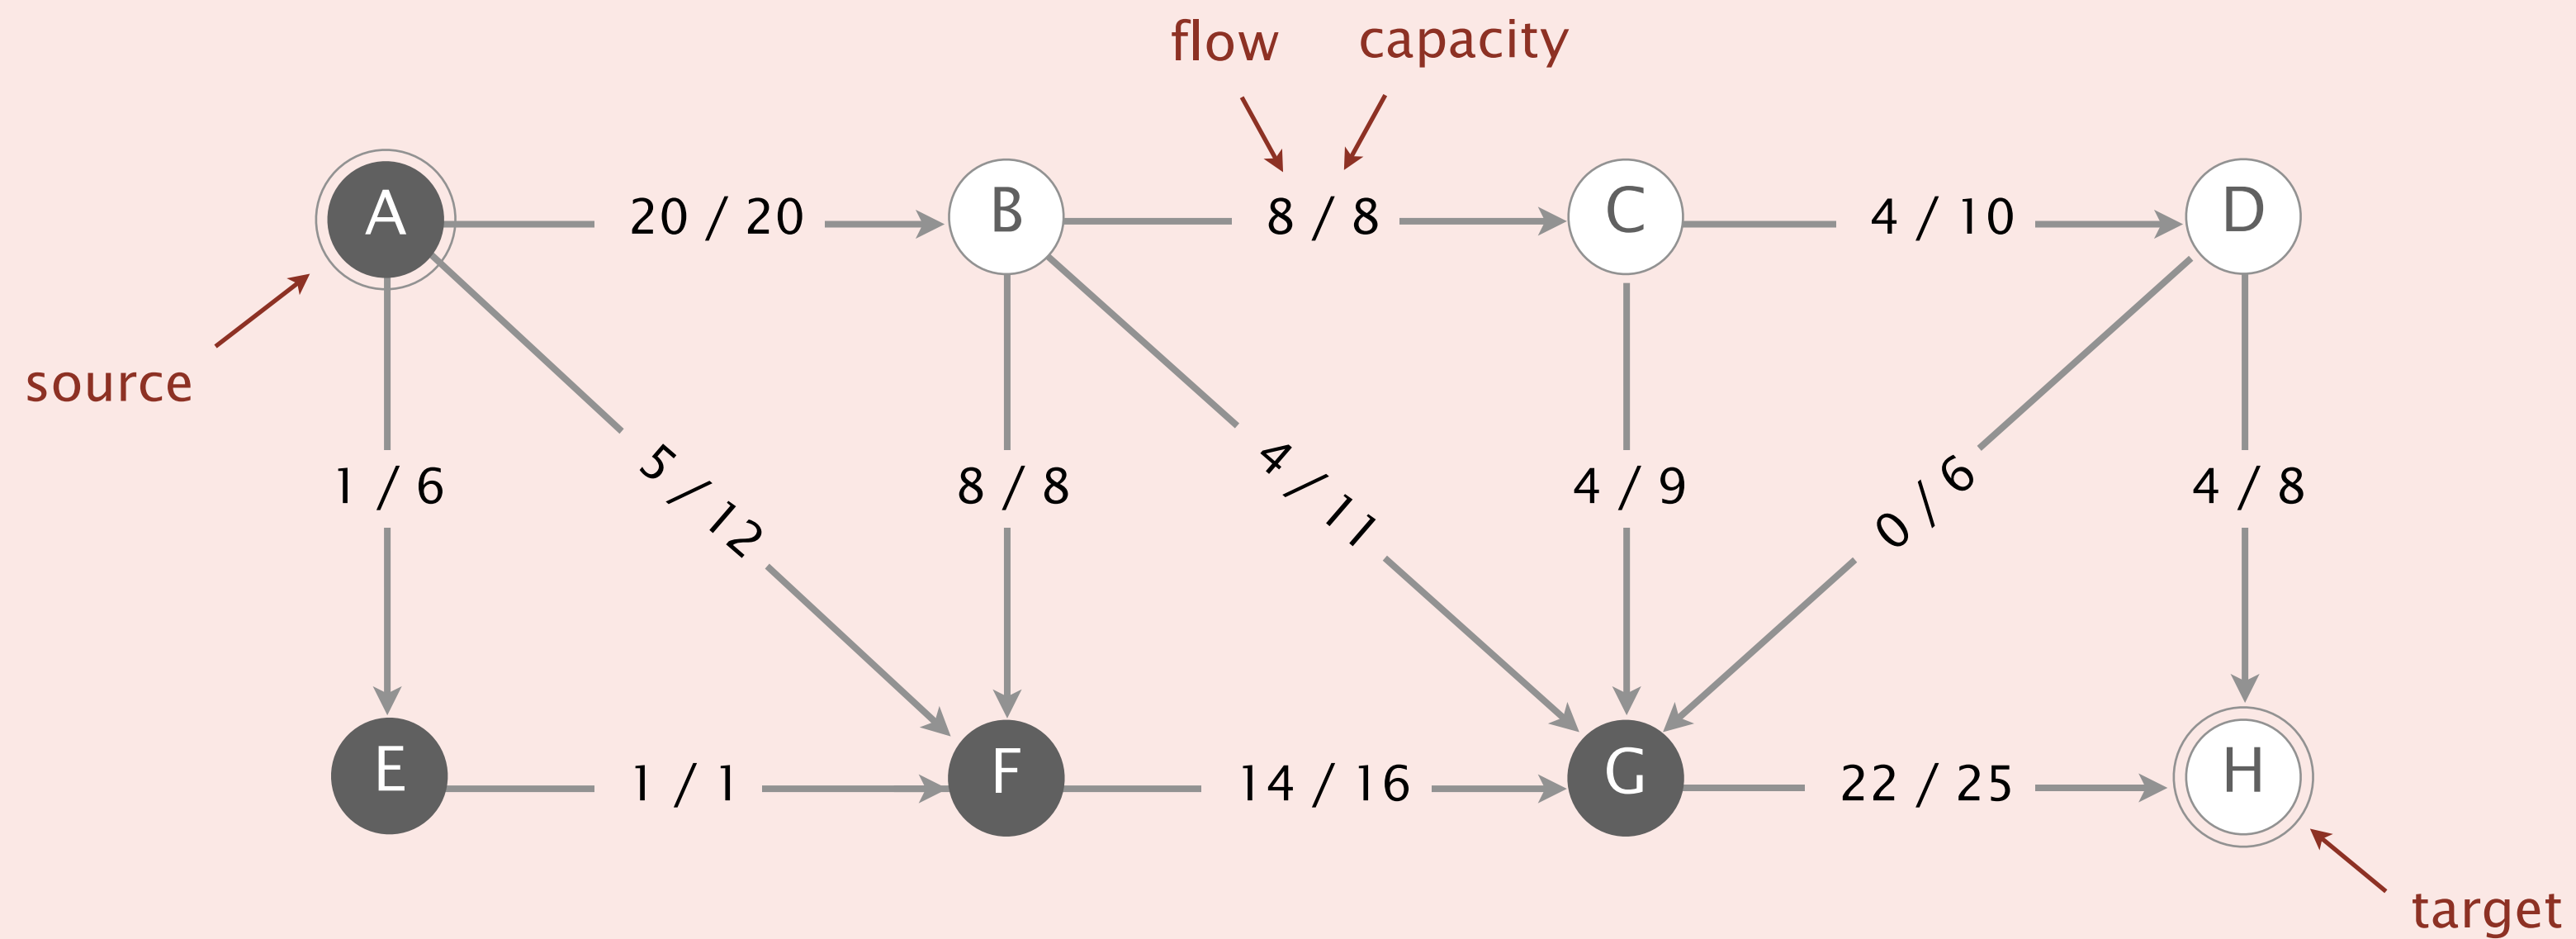 flow
capacity
A
20 / 20
B
8 / 8
C
4 / 10
D
source
1 / 6
5 / 12
8 / 8
4 / 11
4 / 9
0 / 6
4 / 8
E
1 / 1
F
14 / 16
G
22 / 25
H
target